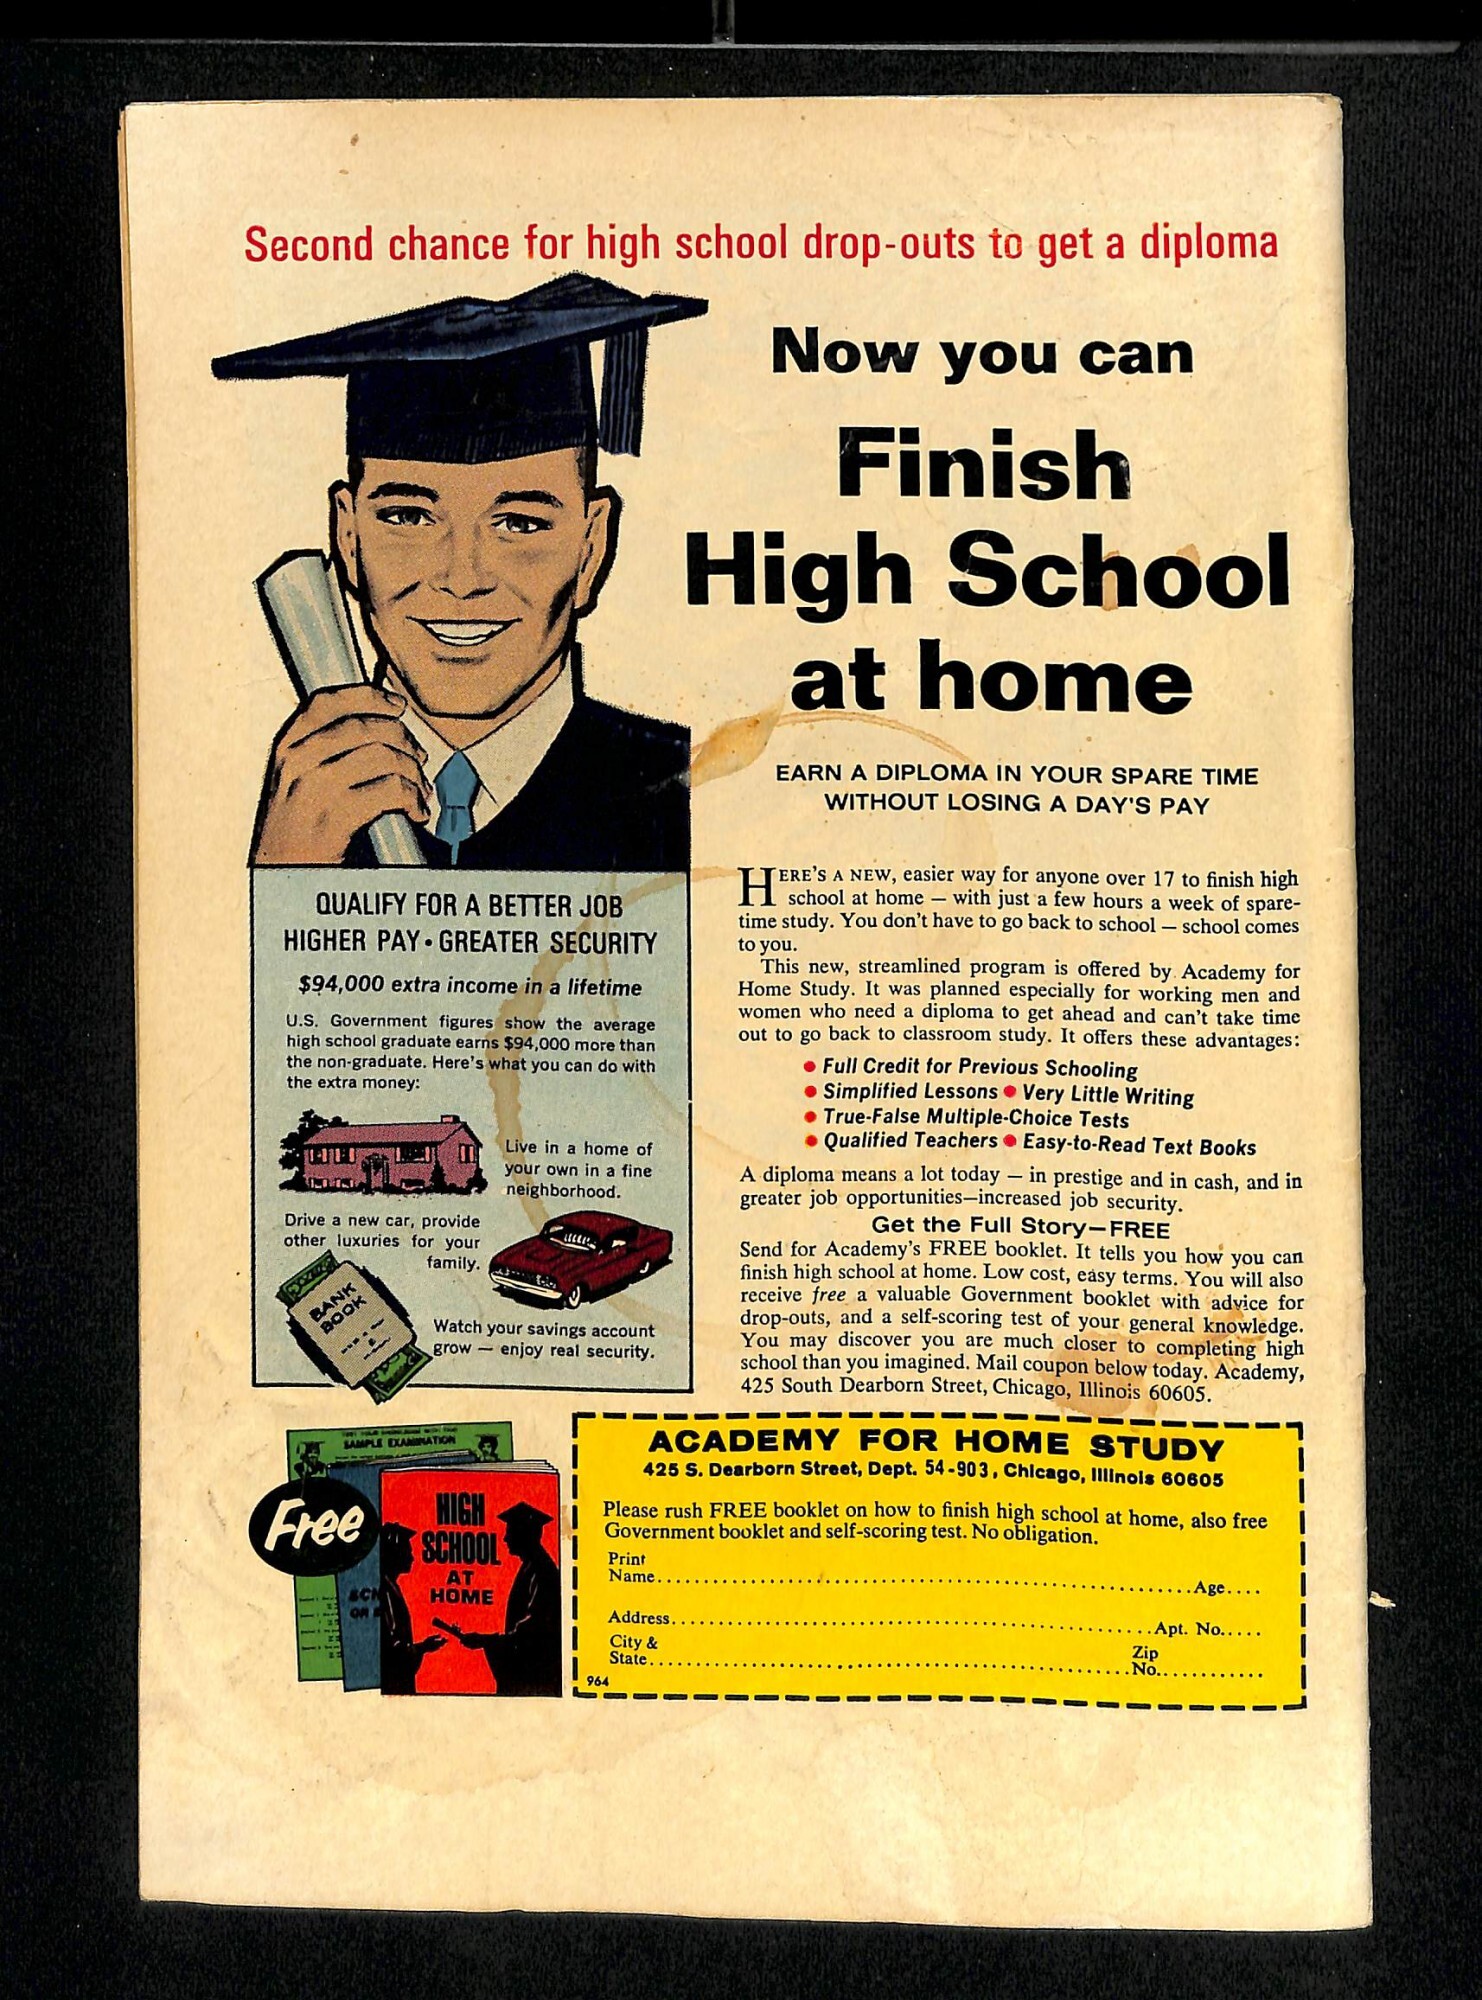 Second chance for high school drop-outs to get a diploma
Now you can
Finish
High School
at home
EARN A DIPLOMA IN YOUR SPARE TIME
WITHOUT LOSING A DAY'S PAY
QUALIFY FOR A BETTER JOB
HIGHER PAY • GREATER SECURITY
$94,000 extra income in a lifetime
U.S. Government figures show the average
high school graduate earns $94,000 more than
the non-graduate. Here's what you can do with
the extra money:
Live in a home of
your own in a fine
neighborhood.
Drive a new car, provide
other luxuries for your
family.
BANK
BOOK
Watch your savings account
grow — enjoy real security.
HERE'S A NEW, easier way for anyone over 17 to finish high
school at home — with just a few hours a week of spare-
time study. You don't have to go back to school — school comes
to you.
This new, streamlined program is offered by Academy for
Home Study. It was planned especially for working men and
women who need a diploma to get ahead and can't take time
out to go back to classroom study. It offers these advantages:
• Full Credit for Previous Schooling
• Simplified Lessons • Very Little Writing
• True-False Multiple-Choice Tests
• Qualified Teachers • Easy-to-Read Text Books
A diploma means a lot today — in prestige and in cash, and in
greater job opportunities—increased job security.
Get the Full Story—FREE
Send for Academy's FREE booklet. It tells you how you can
finish high school at home. Low cost, easy terms. You will also
receive free a valuable Government booklet with advice for
drop-outs, and a self-scoring test of your general knowledge.
You may discover you are much closer to completing high
school than you imagined. Mail coupon below today. Academy,
425 South Dearborn Street, Chicago, Illinois 60605.
SAMPLE EXAMINATION
Free
HIGH
SCHOOL
AT
HOME
ACADEMY FOR HOME STUDY
425 S. Dearborn Street, Dept. 54-903, Chicago, Illinois 60605
Please rush FREE booklet on how to finish high school at home, also free
Government booklet and self-scoring test. No obligation.
Print
Name..........Age....
Address..........Apt. No.....
City & Zip
State..........No...........
964